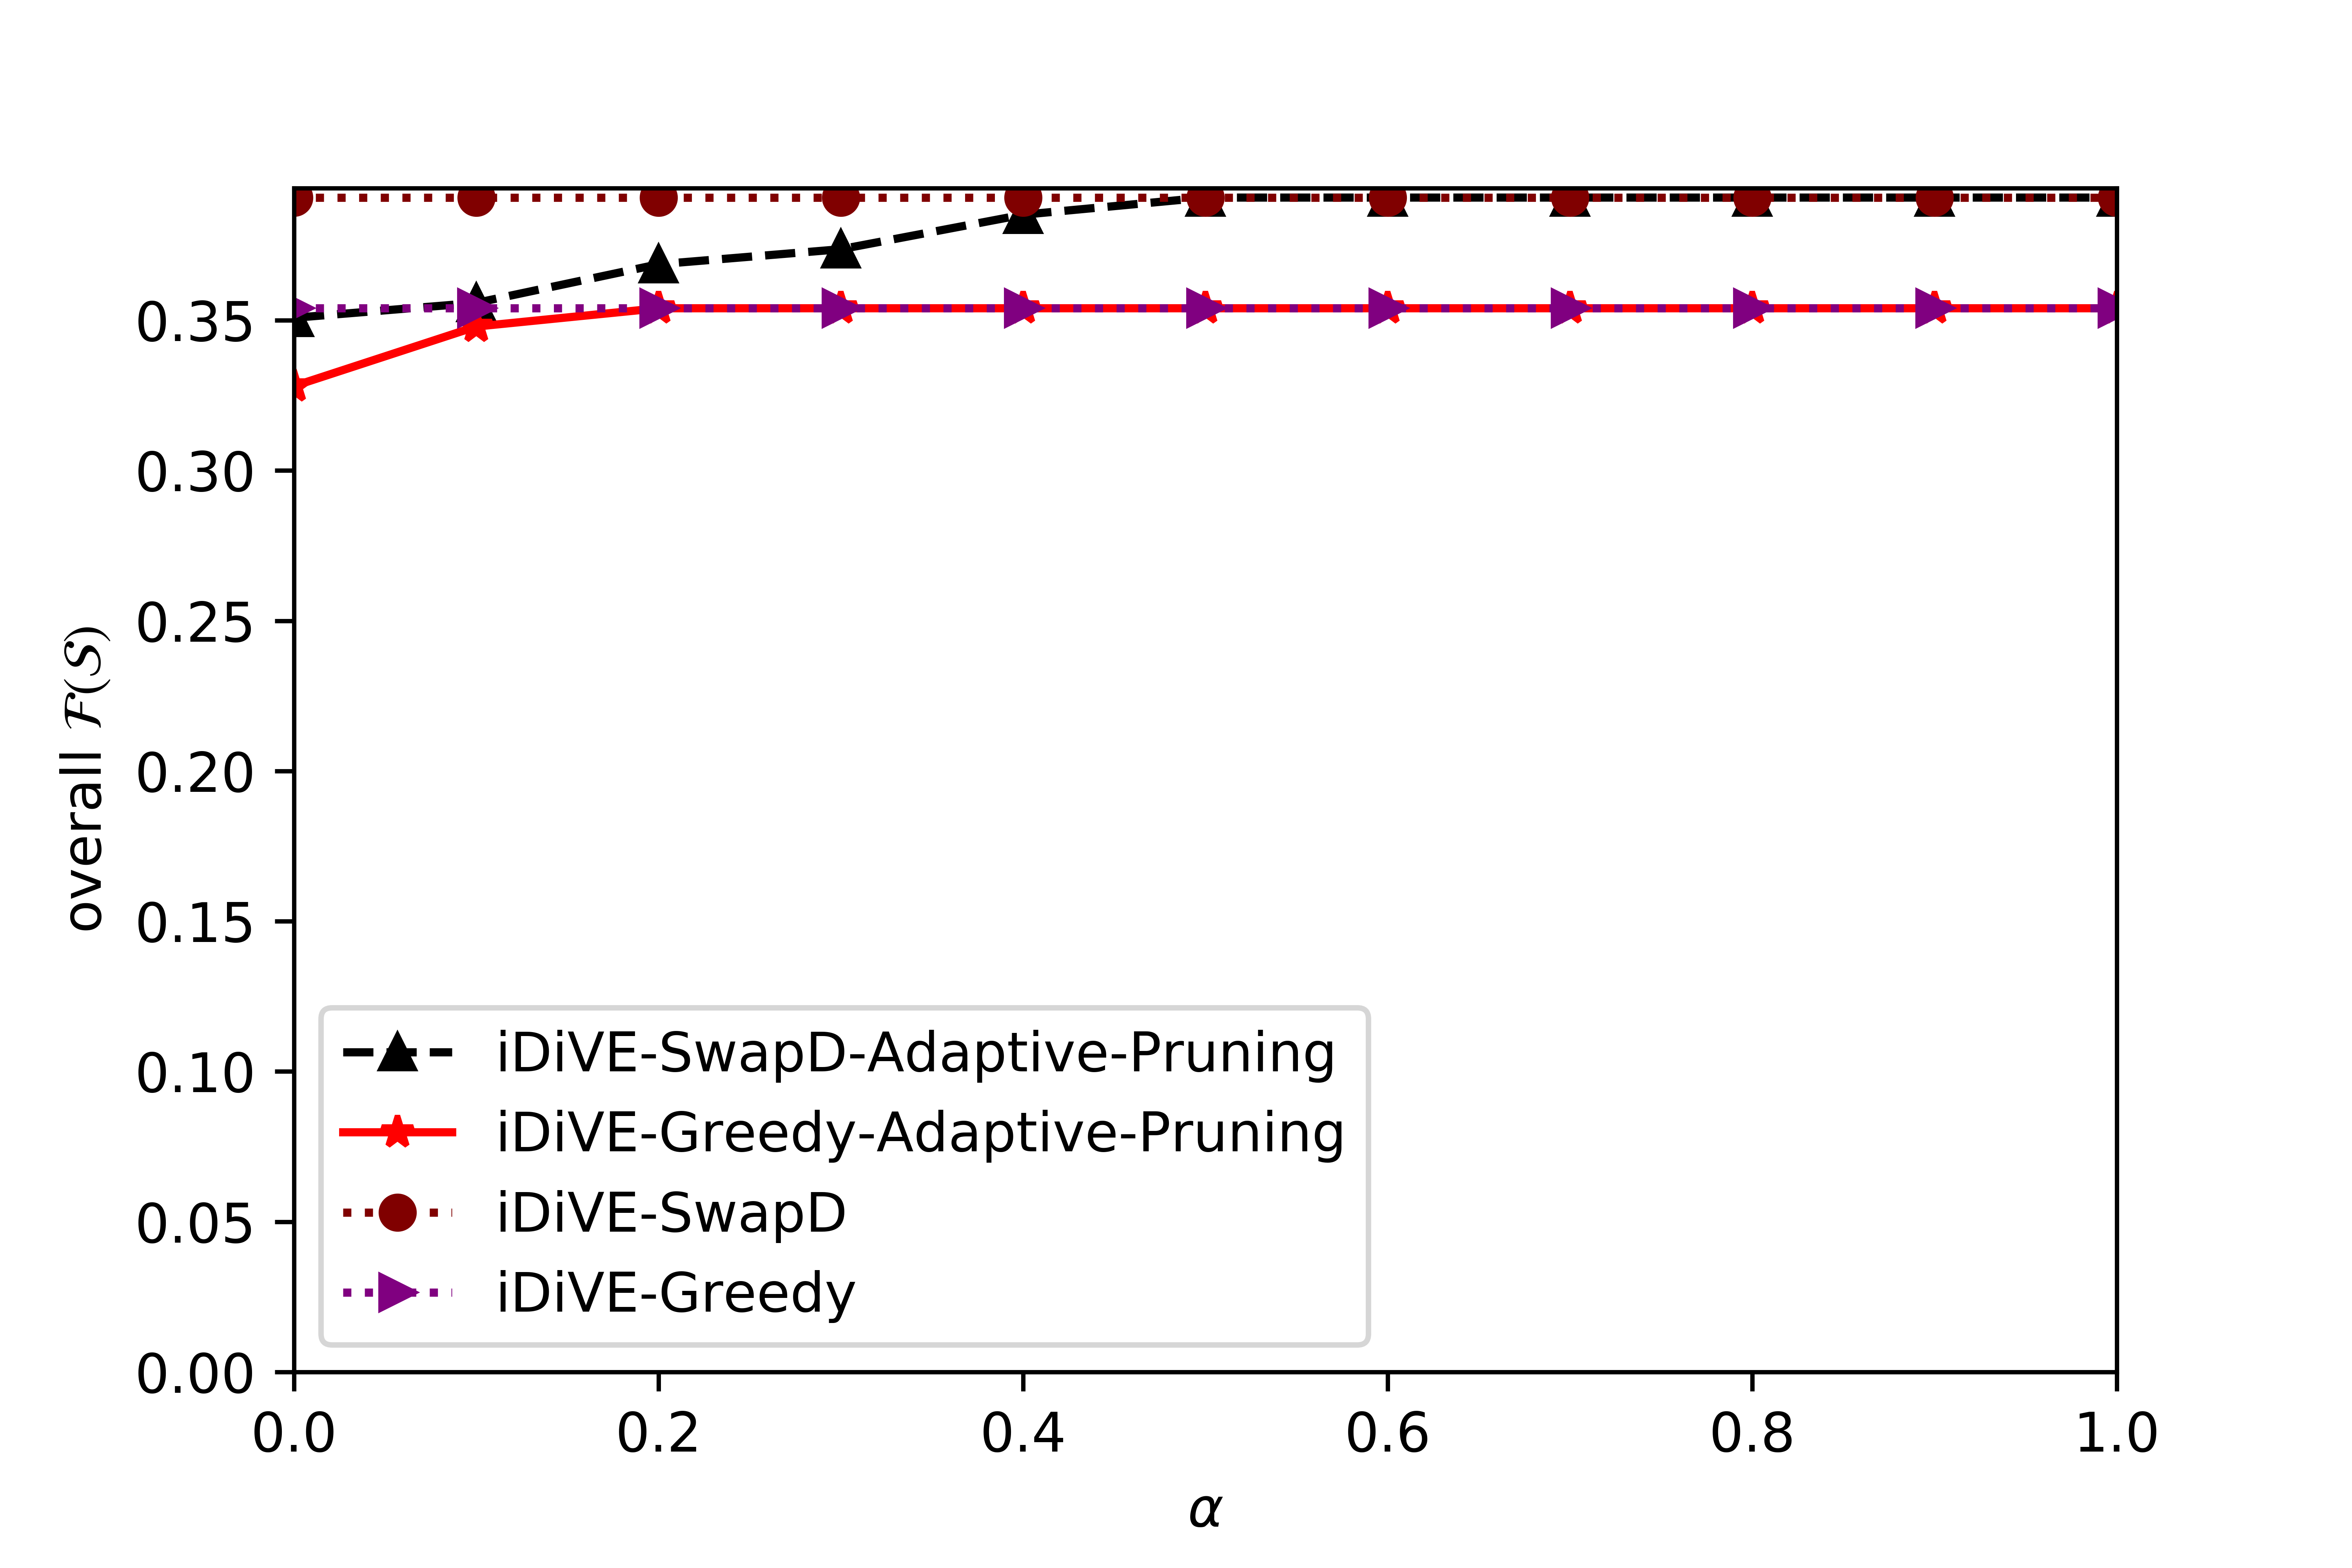 overall 𝓕(𝓢)
0.35
0.30
0.25
0.20
0.15
0.10
0.05
0.00
iDiVE-SwapD-Adaptive-Pruning
iDiVE-Greedy-Adaptive-Pruning
iDiVE-SwapD
iDiVE-Greedy
0.0 0.2 0.4 0.6 0.8 1.0
α